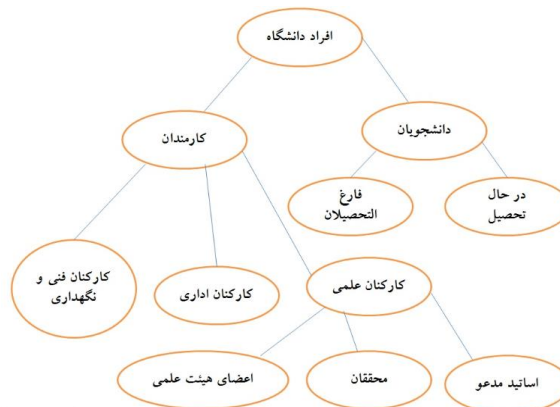 افراد دانشگاه
کارمندان
دانشجویان
فارغ
التحصیلان
در حال
تحصیل
کارکنان فنی و
نگهداری
کارکنان اداری
کارکنان علمی
اعضای هیئت علمی
محققان
اساتید مدعو